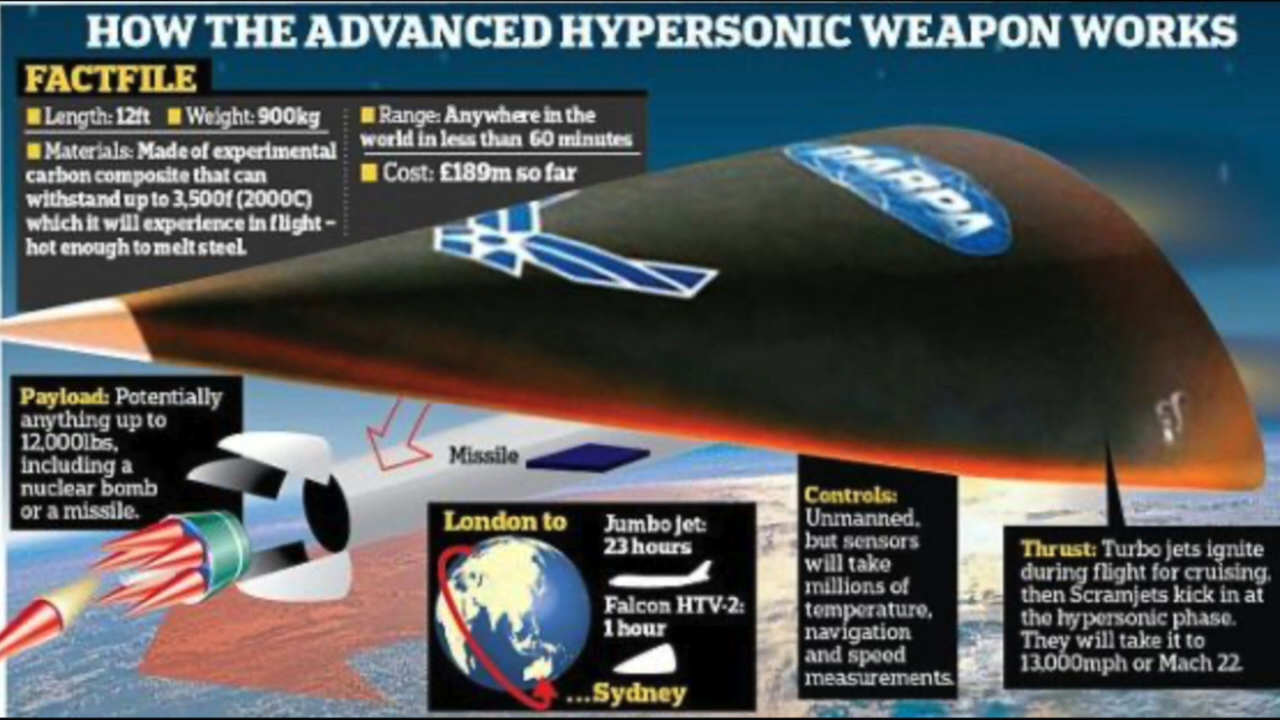 HOW THE ADVANCED HYPERSONIC WEAPON WORKS
FACTFILE
Length: 12ft Weight: 900kg
Materials: Made of experimental
carbon composite that can
withstand up to 3,500f (2000C)
which it will experience in flight –
hot enough to melt steel.
Range: Anywhere in the
world in less than 60 minutes
Cost: £189m so far
DARPA
Payload: Potentially
anything up to
12,000lbs,
including a
nuclear bomb
or a missile.
Missile
London to
Jumbo jet:
23 hours
Falcon HTV-2:
1 hour
...Sydney
Controls:
Unmanned,
but sensors
will take
millions of
temperature,
navigation
and speed
measurements.
Thrust: Turbo jets ignite
during flight for cruising,
then Scramjets kick in at
the hypersonic phase.
They will take it to
13,000mph or Mach 22.